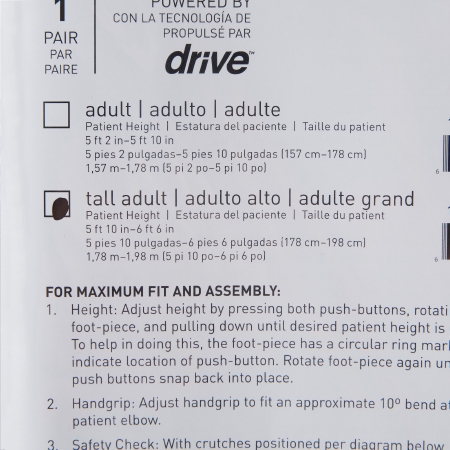 1
PAIR
PAR
PAIRE
POWERED BY
CON LA TECNOLOGÍA DE
PROPULSÉ PAR
drive™
adult | adulto | adulte
Patient Height | Estatura del paciente | Taille du patient
5 ft 2 in–5 ft 10 in
5 pies 2 pulgadas–5 pies 10 pulgadas (157 cm–178 cm)
1,57 m–1,78 m (5 pi 2 po–5 pi 10 po)
tall adult | adulto alto | adulte grand
Patient Height | Estatura del paciente | Taille du patient
5 ft 10 in–6 ft 6 in
5 pies 10 pulgadas–6 pies 6 pulgadas (178 cm–198 cm)
1,78 m–1,98 m (5 pi 10 po–6 pi 6 po)
6
6
FOR MAXIMUM FIT AND ASSEMBLY:
1. Height: Adjust height by pressing both push-buttons, rotati
foot-piece, and pulling down until desired patient height is
To help in doing this, the foot-piece has a circular ring mar
indicate location of push-button. Rotate foot-piece again un
push buttons snap back into place.
2. Handgrip: Adjust handgrip to fit an approximate 10º bend a
patient elbow.
3. Safety Check: With crutches positioned per diagram below